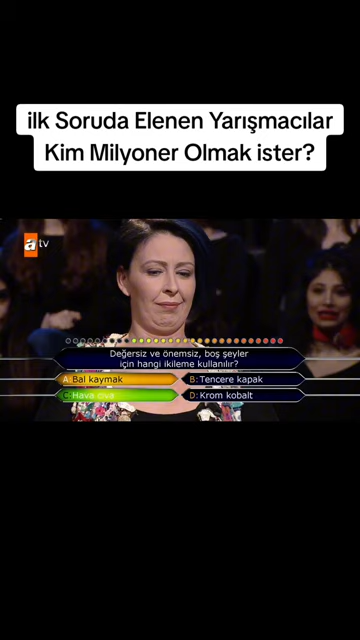 ilk Soruda Elenen Yarışmacılar
Kim Milyoner Olmak ister?
atv
Değersiz ve önemsiz, boş şeyler
için hangi ikileme kullanılır?
A Bal kaymak
B: Tencere kapak
C: Hava cıva
D: Krom kobalt